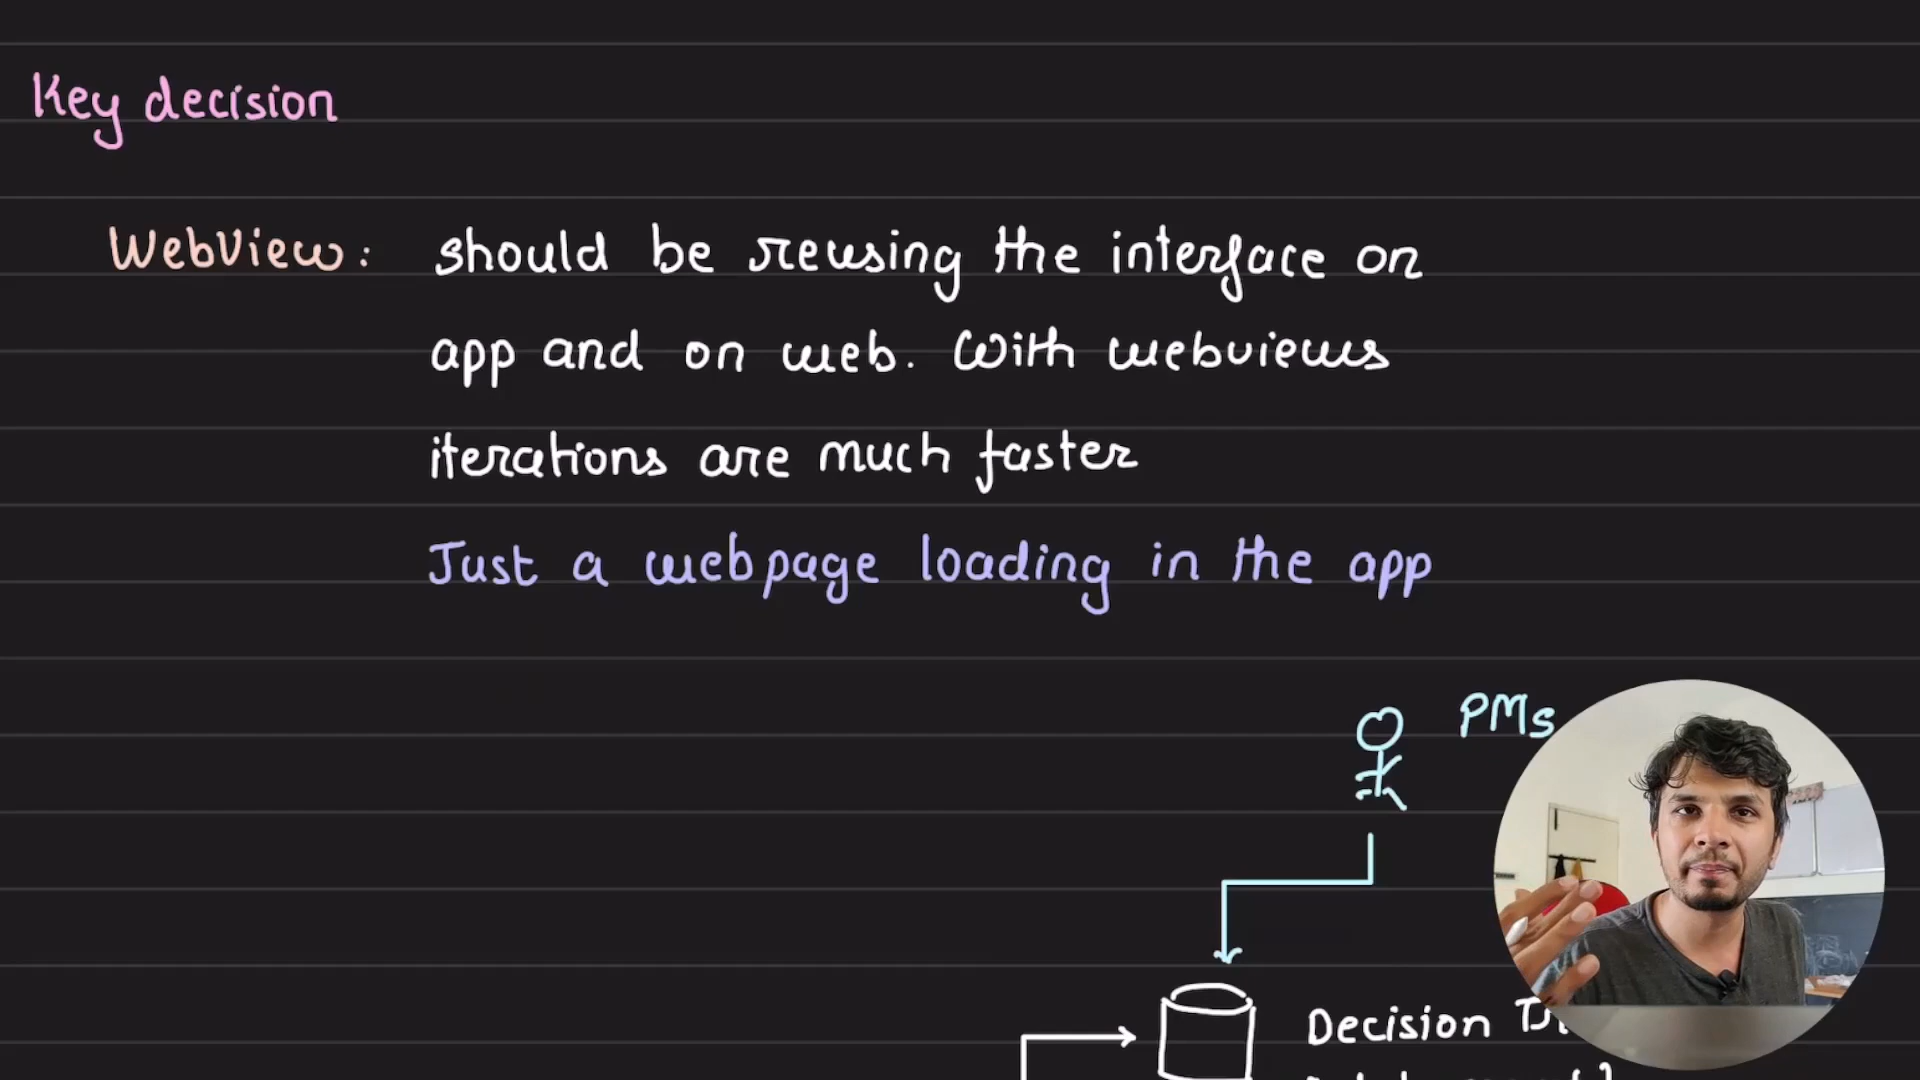 Key decision
WebView: should be reusing the interface on
app and on web. With webviews
iterations are much faster
Just a webpage loading in the app
PMs
Decision